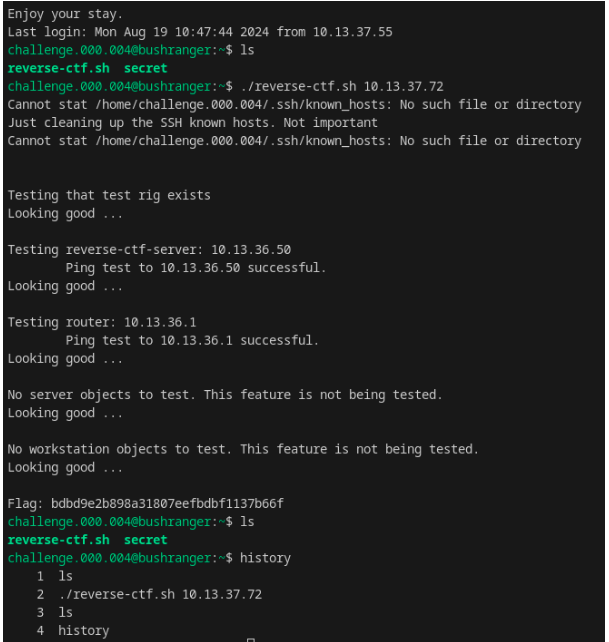 Enjoy your stay.
Last login: Mon Aug 19 10:47:44 2024 from 10.13.37.55
challenge.000.004@bushranger:~$ ls
reverse-ctf.sh  secret
challenge.000.004@bushranger:~$ ./reverse-ctf.sh 10.13.37.72
Cannot stat /home/challenge.000.004/.ssh/known_hosts: No such file or directory
Just cleaning up the SSH known hosts. Not important
Cannot stat /home/challenge.000.004/.ssh/known_hosts: No such file or directory
Testing that test rig exists
Looking good ...
Testing reverse-ctf-server: 10.13.36.50
Ping test to 10.13.36.50 successful.
Looking good ...
Testing router: 10.13.36.1
Ping test to 10.13.36.1 successful.
Looking good ...
No server objects to test. This feature is not being tested.
Looking good ...
No workstation objects to test. This feature is not being tested.
Looking good ...
Flag: bdbd9e2b898a31807eefbdbf1137b66f
challenge.000.004@bushranger:~$ ls
reverse-ctf.sh  secret
challenge.000.004@bushranger:~$ history
1  ls
2  ./reverse-ctf.sh 10.13.37.72
3  ls
4  history